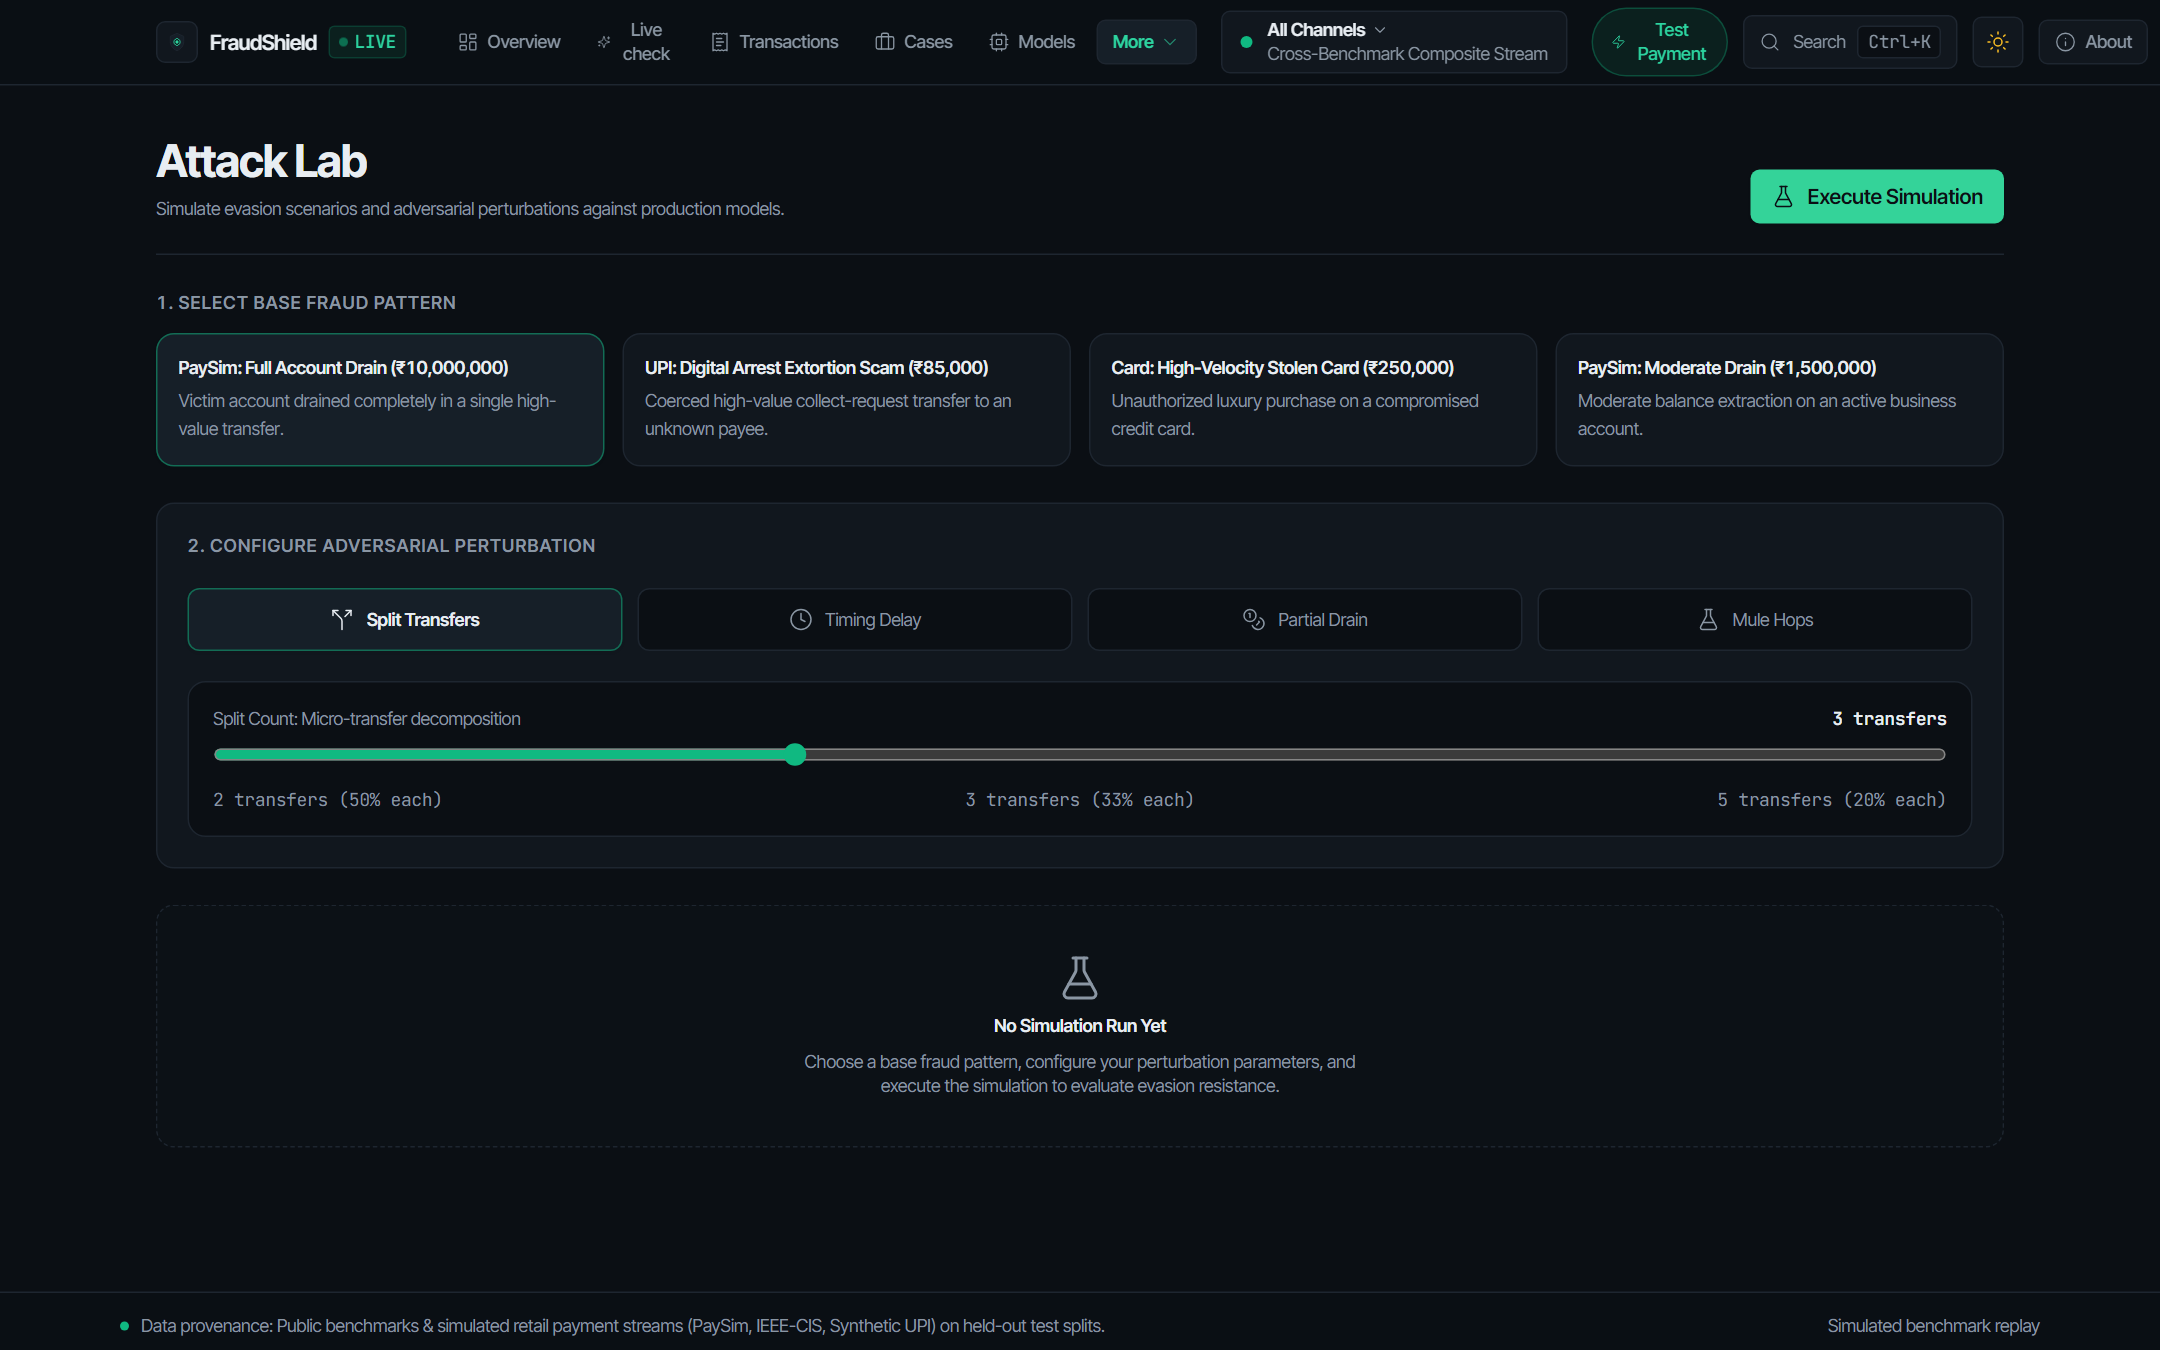 FraudShield
LIVE
Overview
Live check
Transactions
Cases
Models
More
All Channels
Cross-Benchmark Composite Stream
Test Payment
Search
Ctrl+K
About
Attack Lab
Simulate evasion scenarios and adversarial perturbations against production models.
Execute Simulation
1. SELECT BASE FRAUD PATTERN
PaySim: Full Account Drain (₹10,000,000)
Victim account drained completely in a single high-
value transfer.
UPI: Digital Arrest Extortion Scam (₹85,000)
Coerced high-value collect-request transfer to an
unknown payee.
Card: High-Velocity Stolen Card (₹250,000)
Unauthorized luxury purchase on a compromised
credit card.
PaySim: Moderate Drain (₹1,500,000)
Moderate balance extraction on an active business
account.
2. CONFIGURE ADVERSARIAL PERTURBATION
Split Transfers
Timing Delay
Partial Drain
Mule Hops
Split Count: Micro-transfer decomposition
3 transfers
2 transfers (50% each)
3 transfers (33% each)
5 transfers (20% each)
No Simulation Run Yet
Choose a base fraud pattern, configure your perturbation parameters, and
execute the simulation to evaluate evasion resistance.
Data provenance: Public benchmarks & simulated retail payment streams (PaySim, IEEE-CIS, Synthetic UPI) on held-out test splits.
Simulated benchmark replay